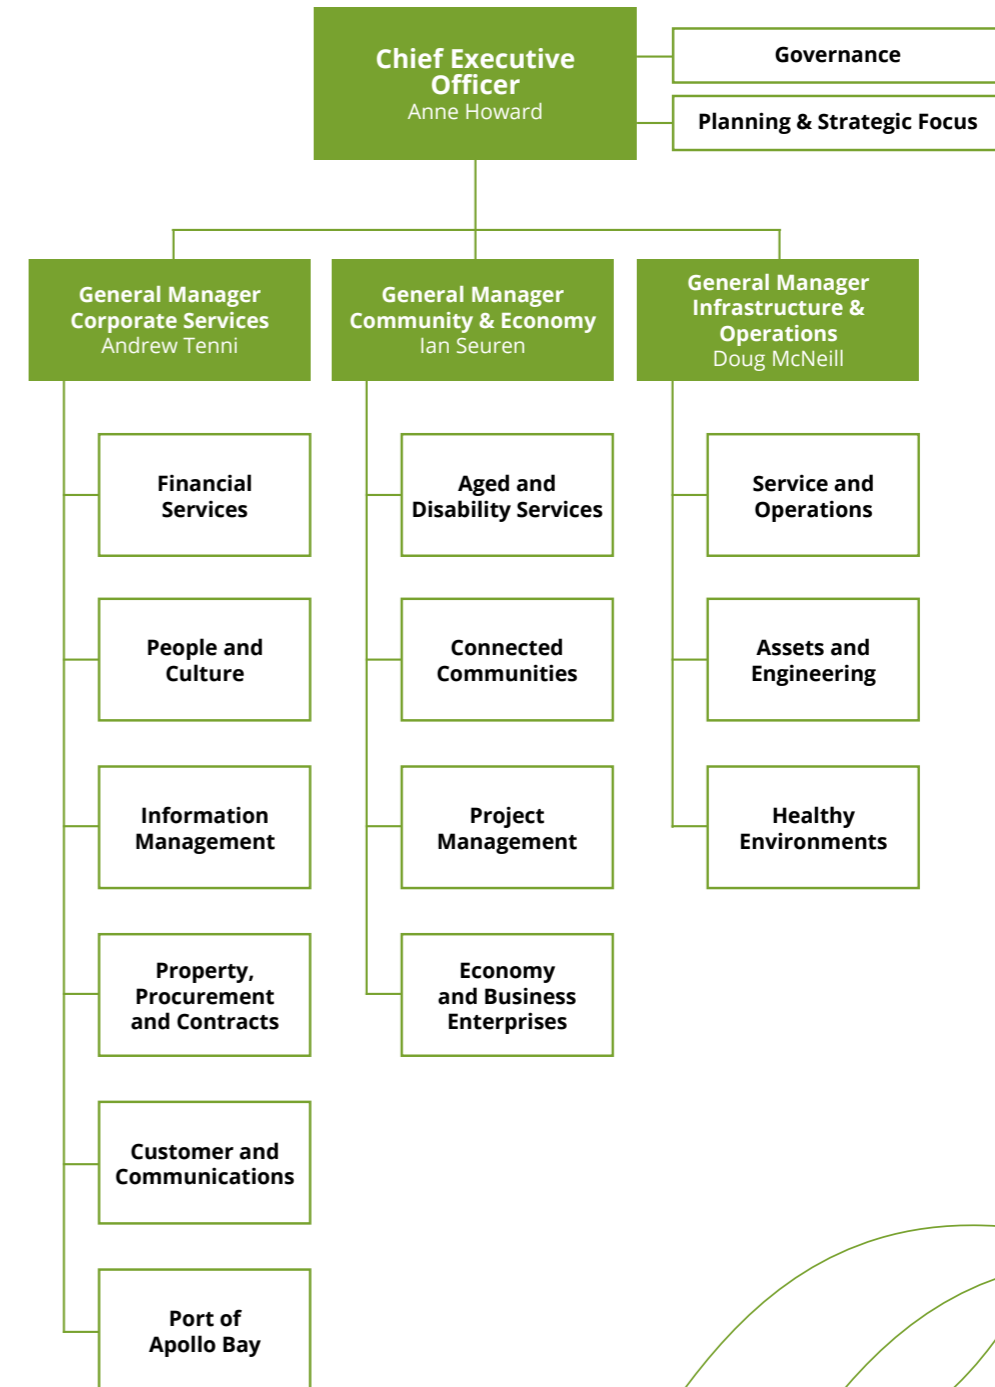 Chief Executive
Officer
Anne Howard
Governance
Planning & Strategic Focus
General Manager
Corporate Services
Andrew Tenni
General Manager
Community & Economy
Ian Seuren
General Manager
Infrastructure &
Operations
Doug McNeill
Financial
Services
People and
Culture
Information
Management
Property,
Procurement
and Contracts
Customer and
Communications
Port of
Apollo Bay
Aged and
Disability Services
Connected
Communities
Project
Management
Economy
and Business
Enterprises
Service and
Operations
Assets and
Engineering
Healthy
Environments